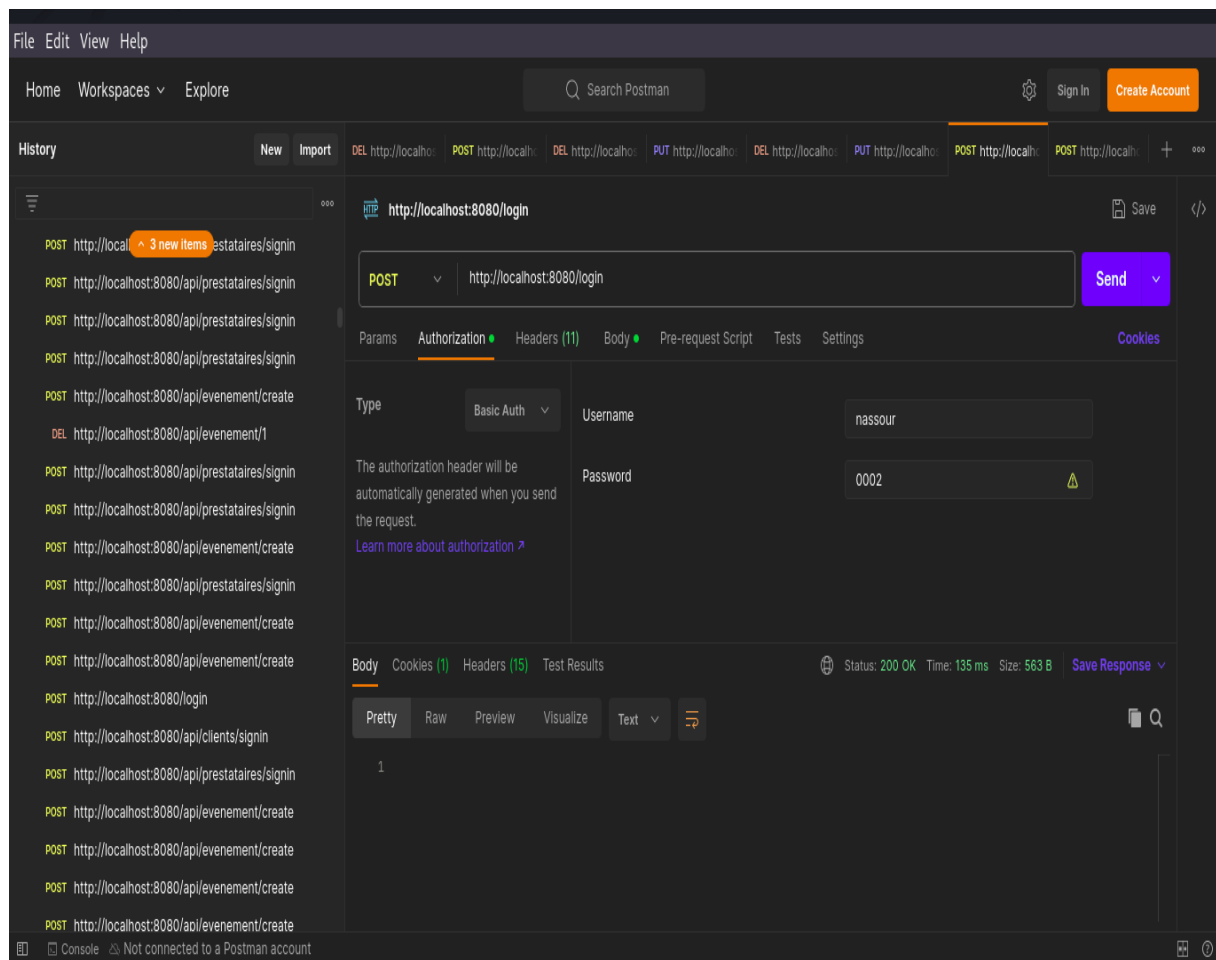 File Edit View Help
Home Workspaces Explore Search Postman Sign In Create Account
History New Import
DEL http://localhos POST http://localh DEL http://localhos PUT http://localho DEL http://localhos PUT http://localho POST http://localh POST http://localh
http://localhost:8080/login Save
POST http://local 3 new items estataires/signin
POST http://localhost:8080/api/prestataires/signin
POST http://localhost:8080/api/prestataires/signin
POST http://localhost:8080/api/prestataires/signin
POST http://localhost:8080/api/evenement/create
DEL http://localhost:8080/api/evenement/1
POST http://localhost:8080/api/prestataires/signin
POST http://localhost:8080/api/prestataires/signin
POST http://localhost:8080/api/evenement/create
POST http://localhost:8080/api/prestataires/signin
POST http://localhost:8080/api/evenement/create
POST http://localhost:8080/api/evenement/create
POST http://localhost:8080/login
POST http://localhost:8080/api/clients/signin
POST http://localhost:8080/api/prestataires/signin
POST http://localhost:8080/api/evenement/create
POST http://localhost:8080/api/evenement/create
POST http://localhost:8080/api/evenement/create
POST http://localhost:8080/api/evenement/create
POST http://localhost:8080/login Send
Params Authorization Headers (11) Body Pre-request Script Tests Settings Cookies
Type Basic Auth
The authorization header will be
automatically generated when you send
the request.
Learn more about authorization
Username nassour
Password 0002
Body Cookies (1) Headers (15) Test Results Status: 200 OK Time: 135 ms Size: 563 B Save Response
Pretty Raw Preview Visualize Text
1
Console Not connected to a Postman account